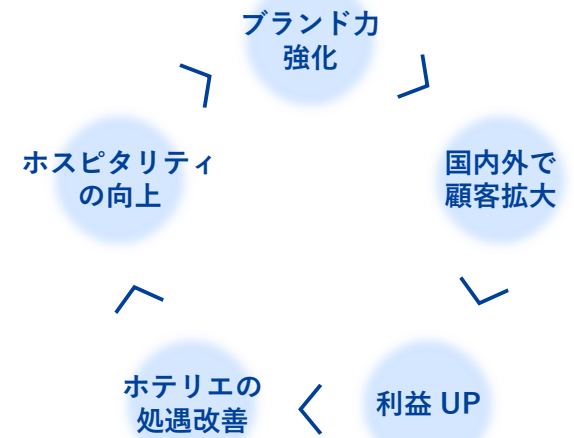 ブランド力
強化
国内外で
顧客拡大
利益 UP
ホテリエの
処遇改善
ホスピタリティ
の向上